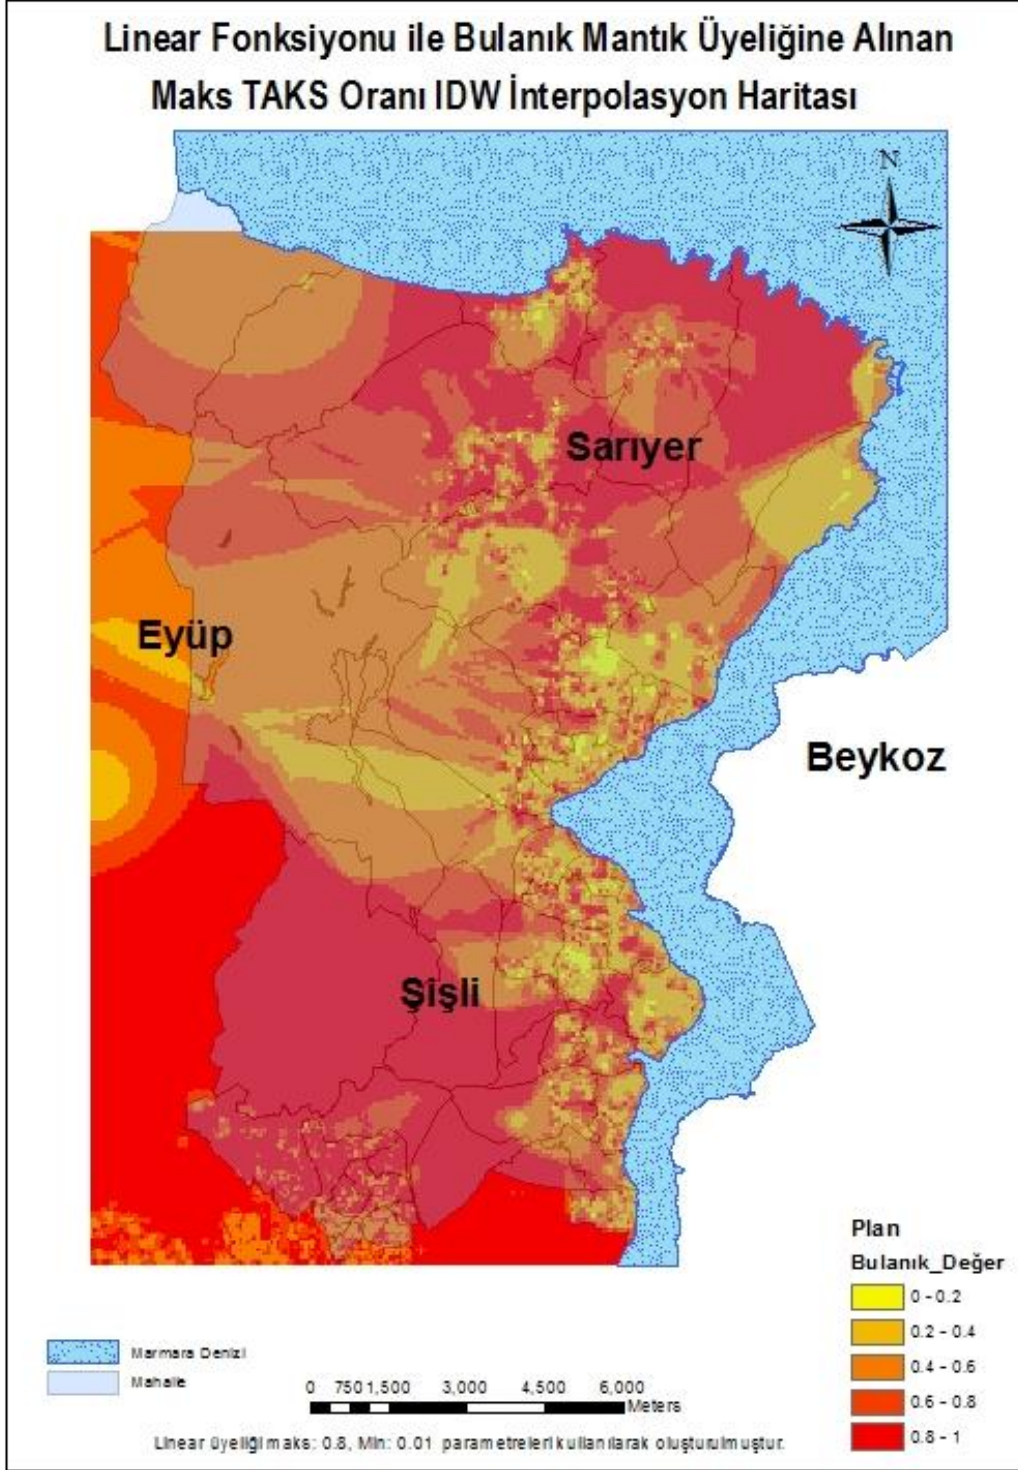 Linear Fonksiyonu ile Bulanık Mantık Üyeliğine Alınan
Maks TAKS Oranı IDW İnterpolasyon Haritası
N
Sarıyer
Eyüp
Beykoz
Şişli
Plan
Bulanık_Değer
0 - 0.2
0.2 - 0.4
0.4 - 0.6
0.6 - 0.8
0.8 - 1
Marmara Denizi
Mahalle
0 750 1,500 3,000 4,500 6,000
Meters
Linear üyeliği maks: 0.8, Min: 0.01 parametreleri kullanılarak oluşturulmuştur.